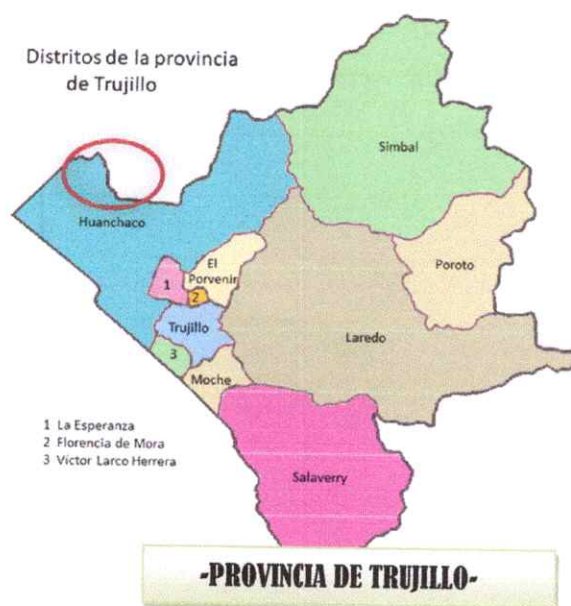 Distritos de la provincia
de Trujillo
Simbal
Huanchaco
El
Porvenir
Poroto
1
2
Trujillo
Laredo
3
Moche
1 La Esperanza
2 Florencia de Mora
3 Víctor Larco Herrera
Salaverry
-PROVINCIA DE TRUJILLO-